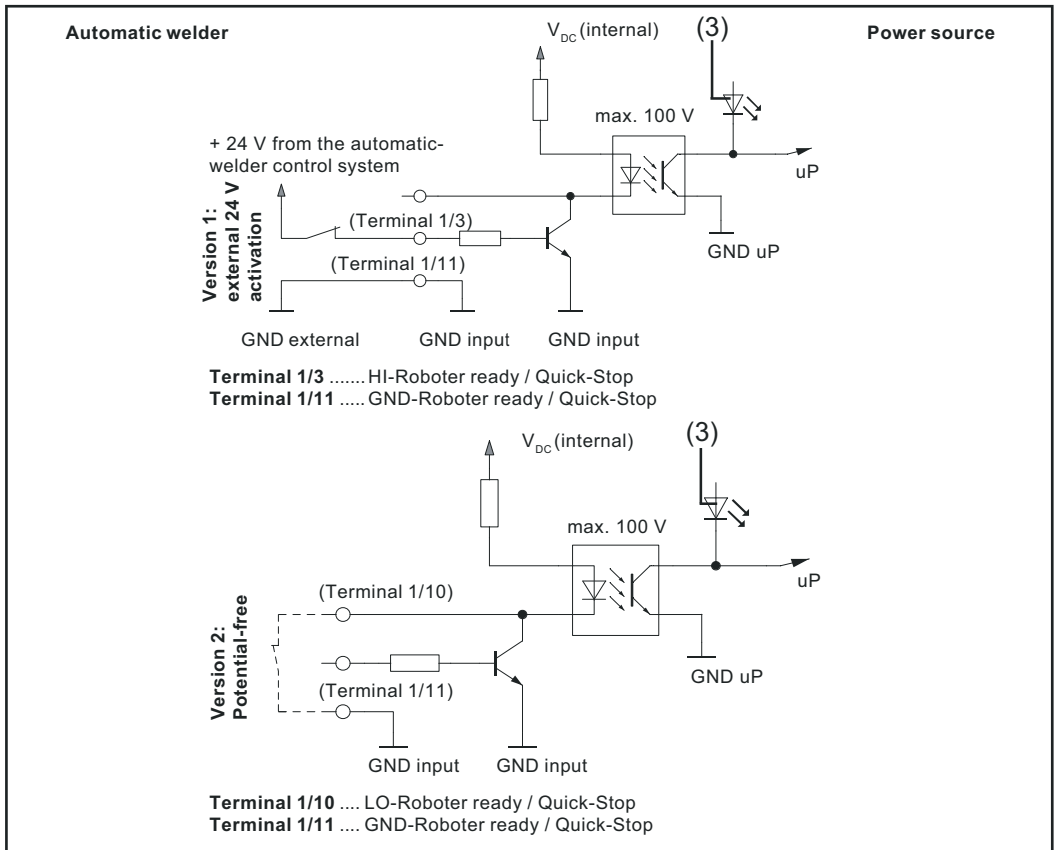 Automatic welder
Power source
V_DC (internal)
(3)
max. 100 V
+ 24 V from the automatic-
welder control system
uP
Version 1:
external 24 V
activation
(Terminal 1/3)
GND uP
(Terminal 1/11)
GND external
GND input
GND input
Terminal 1/3 ....... HI-Roboter ready / Quick-Stop
Terminal 1/11 ..... GND-Roboter ready / Quick-Stop
V_DC (internal)
(3)
max. 100 V
uP
(Terminal 1/10)
Version 2:
Potential-free
GND uP
(Terminal 1/11)
GND input
GND input
Terminal 1/10 .... LO-Roboter ready / Quick-Stop
Terminal 1/11 .... GND-Roboter ready / Quick-Stop